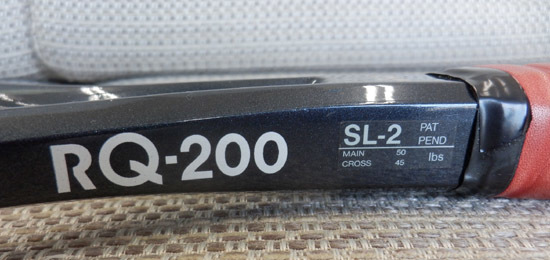 RQ-200
SL-2 PAT PEND
MAIN 50 lbs
CROSS 45